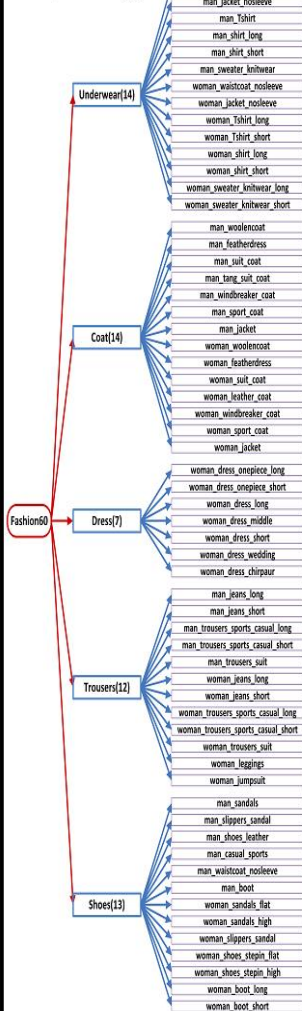 man_jacket_nosleeve
man_Tshirt
man_shirt_long
man_shirt_short
man_sweater_knitwear
woman_waistcoat_nosleeve
woman_jacket_nosleeve
woman_Tshirt_long
woman_Tshirt_short
woman_shirt_long
woman_shirt_short
woman_sweater_knitwear_long
woman_sweater_knitwear_short
Underwear(14)
man_woolencoat
man_featherdress
man_suit_coat
man_tang_suit_coat
man_windbreaker_coat
man_sport_coat
man_jacket
woman_woolencoat
woman_featherdress
woman_suit_coat
woman_leather_coat
woman_windbreaker_coat
woman_sport_coat
woman_jacket
Coat(14)
woman_dress_onepiece_long
woman_dress_onepiece_short
woman_dress_long
woman_dress_middle
woman_dress_short
woman_dress_wedding
woman_dress_chirpaur
Fashion60
Dress(7)
man_jeans_long
man_jeans_short
man_trousers_sports_casual_long
man_trousers_sports_casual_short
man_trousers_suit
woman_jeans_long
woman_jeans_short
woman_trousers_sports_casual_long
woman_trousers_sports_casual_short
woman_trousers_suit
woman_leggings
woman_jumpsuit
Trousers(12)
man_sandals
man_slippers_sandal
man_shoes_leather
man_casual_sports
man_waistcoat_nosleeve
man_boot
woman_sandals_flat
woman_sandals_high
woman_slippers_sandal
woman_shoes_stepin_flat
woman_shoes_stepin_high
woman_boot_long
woman_boot_short
Shoes(13)